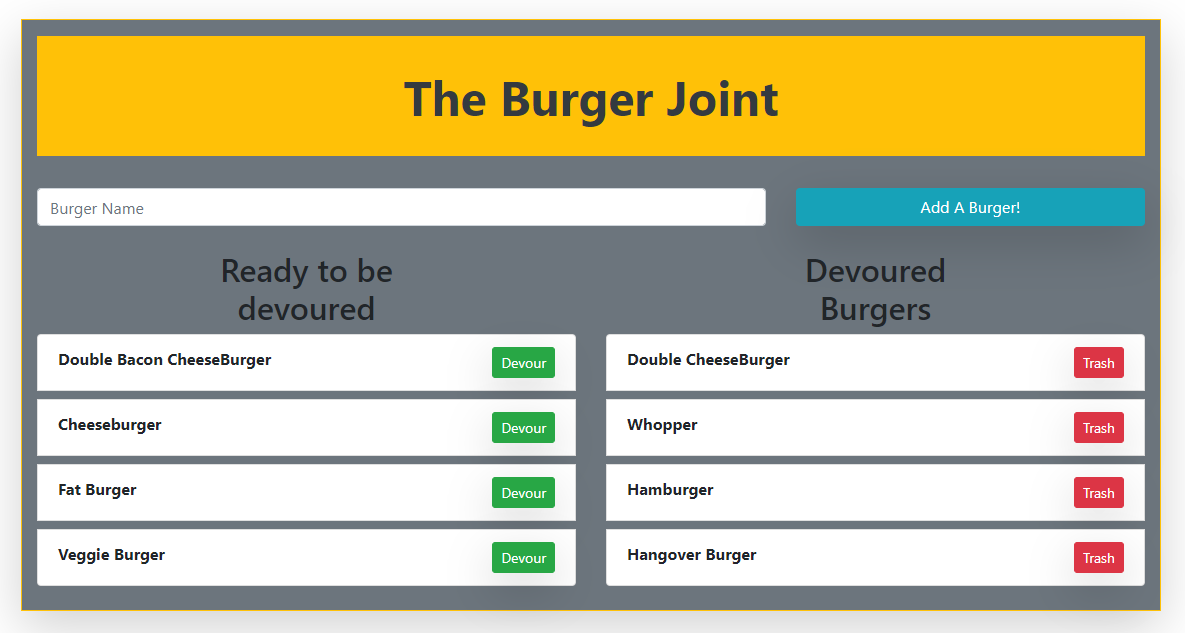 The Burger Joint
Burger Name
Add A Burger!
Ready to be
devoured
Double Bacon CheeseBurger
Devour
Cheeseburger
Devour
Fat Burger
Devour
Veggie Burger
Devour
Devoured
Burgers
Double CheeseBurger
Trash
Whopper
Trash
Hamburger
Trash
Hangover Burger
Trash